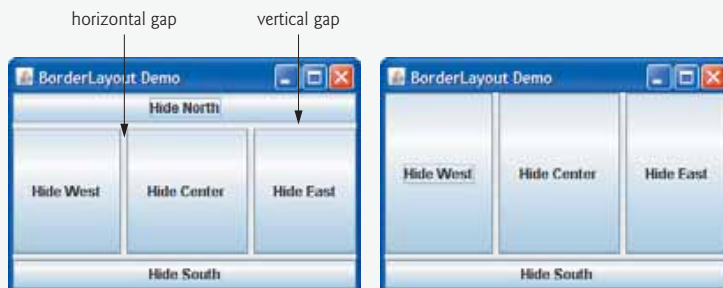 horizontal gap
vertical gap
BorderLayout Demo
Hide North
Hide West
Hide Center
Hide East
Hide South
BorderLayout Demo
Hide West
Hide Center
Hide East
Hide South